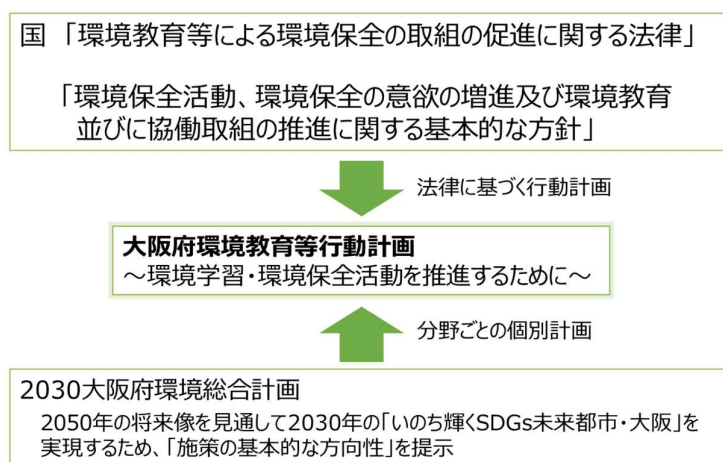 国 「環境教育等による環境保全の取組の促進に関する法律」
「環境保全活動、環境保全の意欲の増進及び環境教育
並びに協働取組の推進に関する基本的な方針」
法律に基づく行動計画
大阪府環境教育等行動計画
～環境学習・環境保全活動を推進するために～
分野ごとの個別計画
2030大阪府環境総合計画
2050年の将来像を見通して2030年の「いのち輝くSDGs未来都市・大阪」を
実現するため、「施策の基本的な方向性」を提示